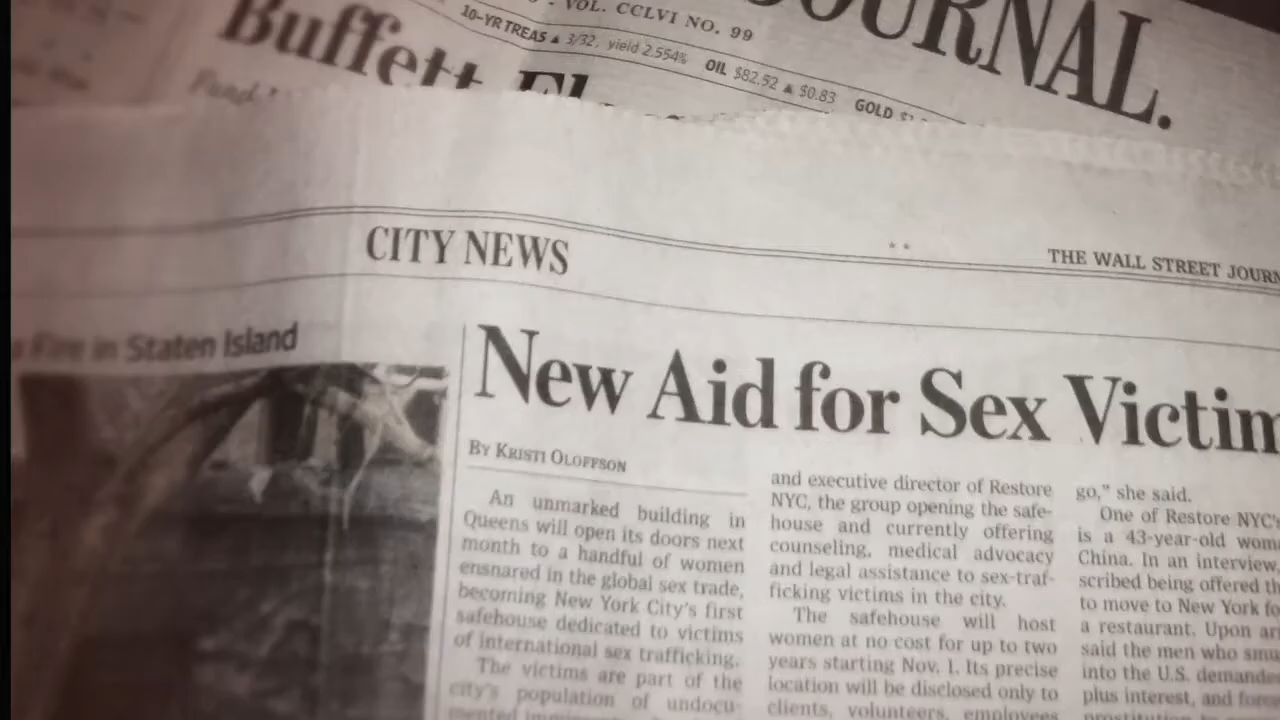 JOURNAL.
VOL. CCLVI NO. 99
10-YR TREAS ▲ 3/32, yield 2.554% OIL $82.52 ▲ $0.83 GOLD
Buffett
CITY NEWS
* *
THE WALL STREET JOURN
Fire in Staten Island
New Aid for Sex Victim
BY KRISTI OLOFFSON
An unmarked building in
Queens will open its doors next
month to a handful of women
ensnared in the global sex trade,
becoming New York City's first
safehouse dedicated to victims
of international sex trafficking.
The victims are part of the
city's population of undocu-
and executive director of Restore
NYC, the group opening the safe-
house and currently offering
counseling, medical advocacy
and legal assistance to sex-traf-
ficking victims in the city.
The safehouse will host
women at no cost for up to two
years starting Nov. 1. Its precise
location will be disclosed only to
clients, volunteers, employees
go," she said.
One of Restore NYC's
is a 43-year-old wom
China. In an interview,
scribed being offered th
to move to New York fo
a restaurant. Upon arr
said the men who smu
into the U.S. demande
plus interest, and force